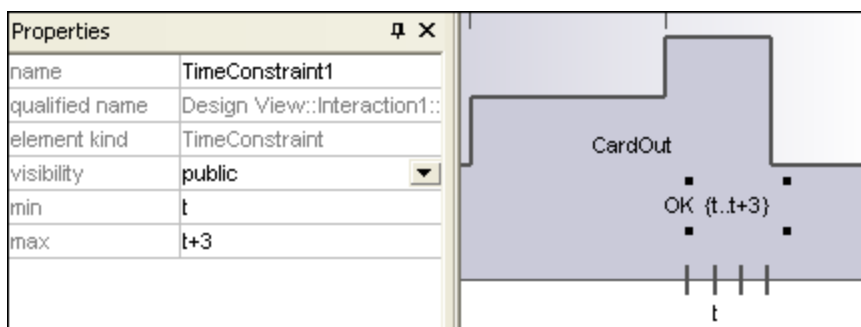 Properties
name TimeConstraint1
qualified name Design View::Interaction1::
element kind TimeConstraint
visibility public
min t
max t+3
CardOut
OK {t..t+3}
t